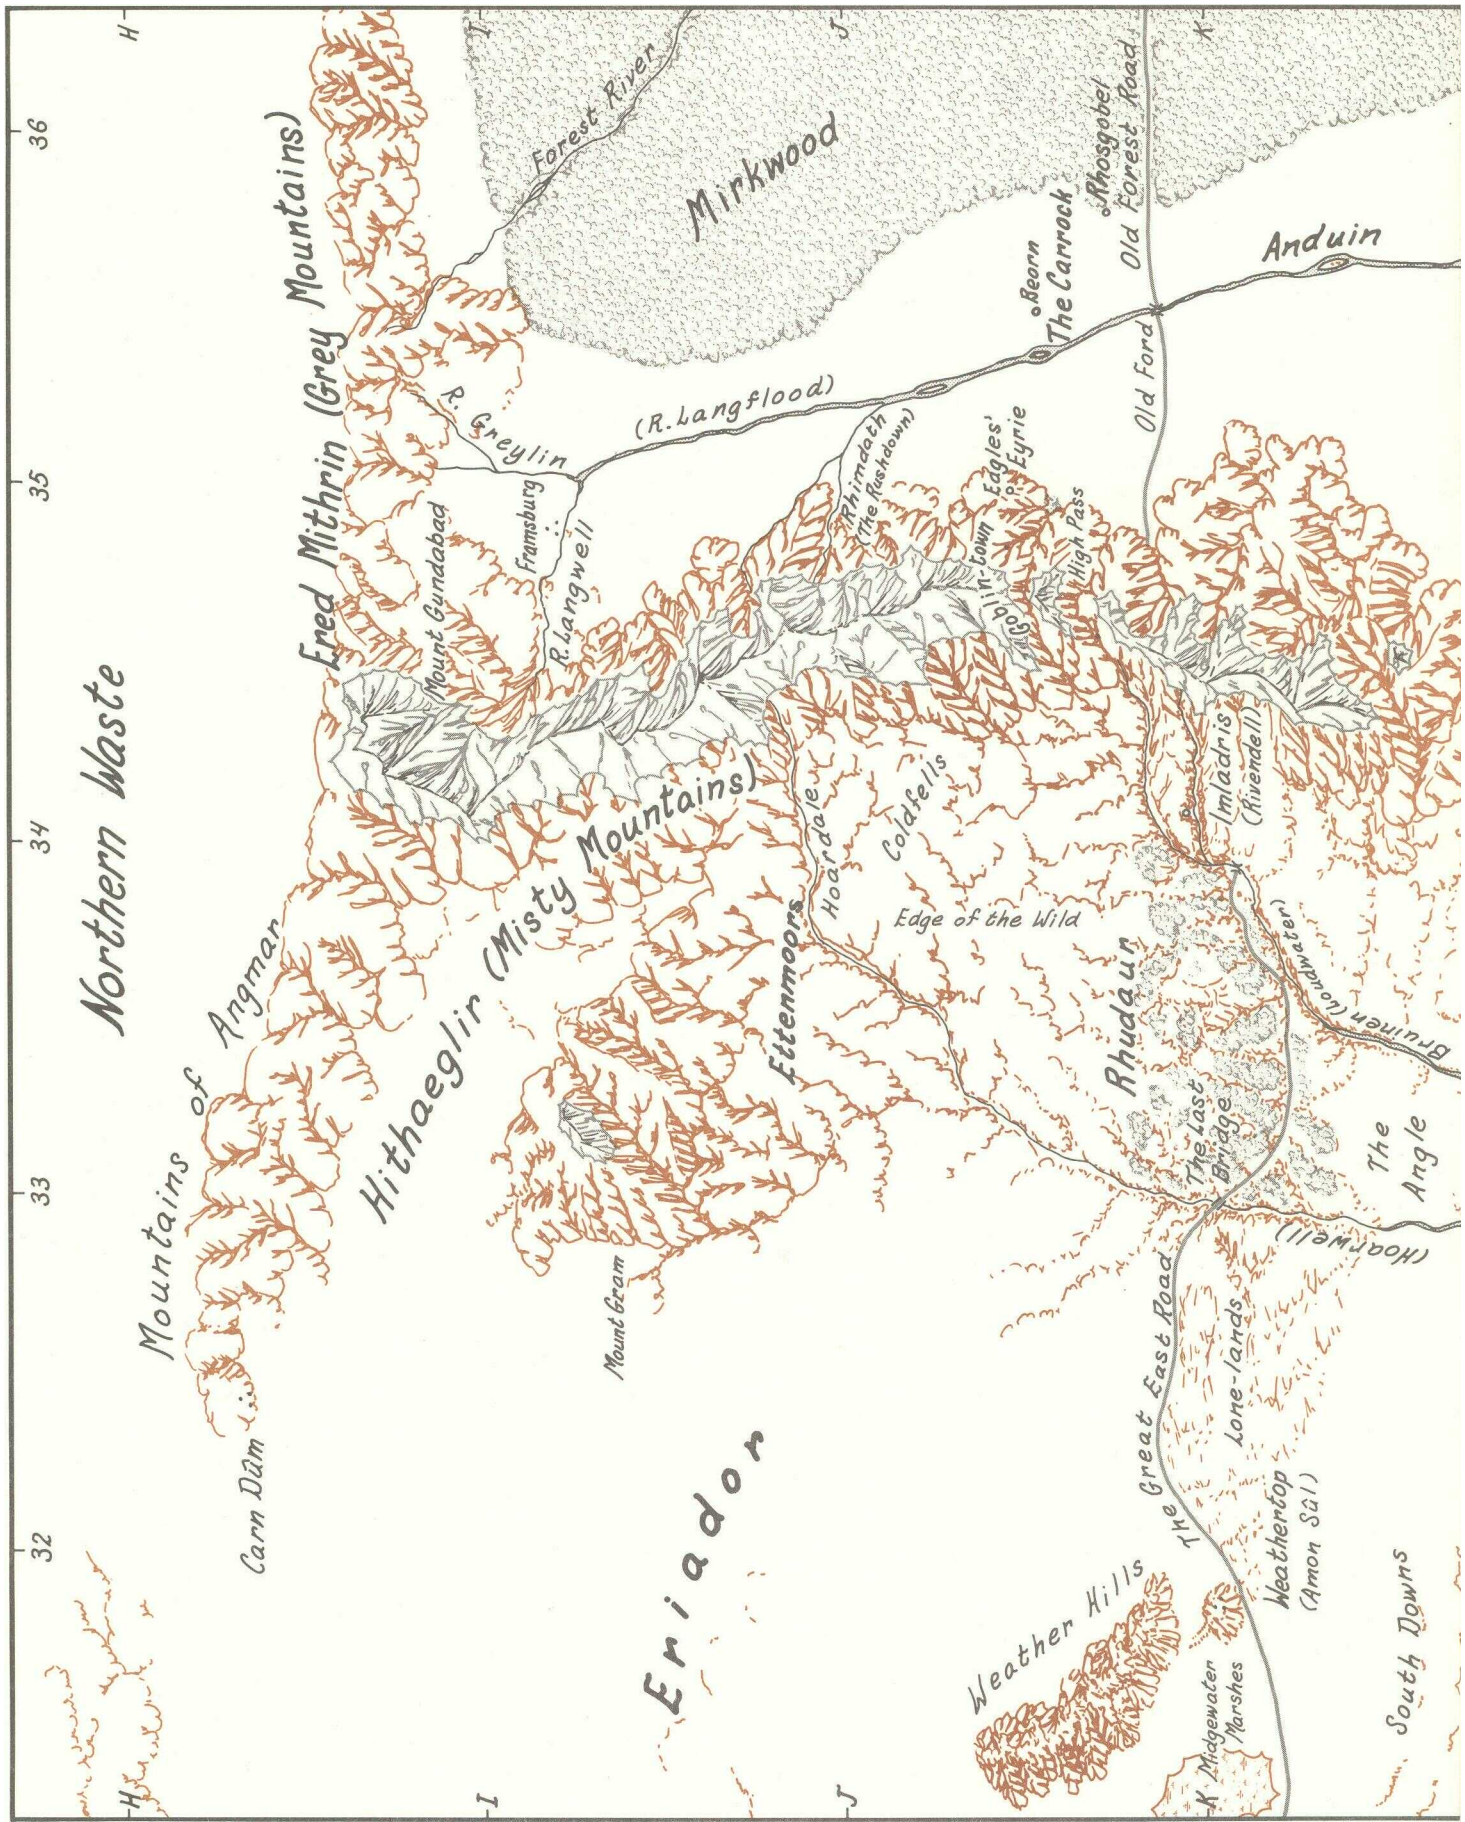 32
33
34
35
36
H
H
Northern Waste
Mountains of Angmar
Carn Dûm
Ered Mithrin (Grey Mountains)
Hithaeglir (Misty Mountains)
Mount Gundabad
R. Greylin
Framsburg
R. Langwell
(R. Langflood)
Forest River
I
I
Mount Gram
Eriador
Ettenmoors
Mirkwood
J
J
Hoardale
Coldfells
Edge of the Wild
Rhimdath
(The Rushdown)
Eagles'
Eyrie
Goblin-town
High Pass
Beorn
The Carrock
Rhosgobel
Old Forest Road
Old Forest Road
Old Ford
Anduin
Weather Hills
The Great East Road
Rhudaur
The Last
Bridge
Imladris
(Rivendell)
K
K
Midgewater
Marshes
Weathertop
(Amon Sûl)
Lone-lands
(Hoarwell)
Bruinen (Loudwater)
The
Angle
South Downs